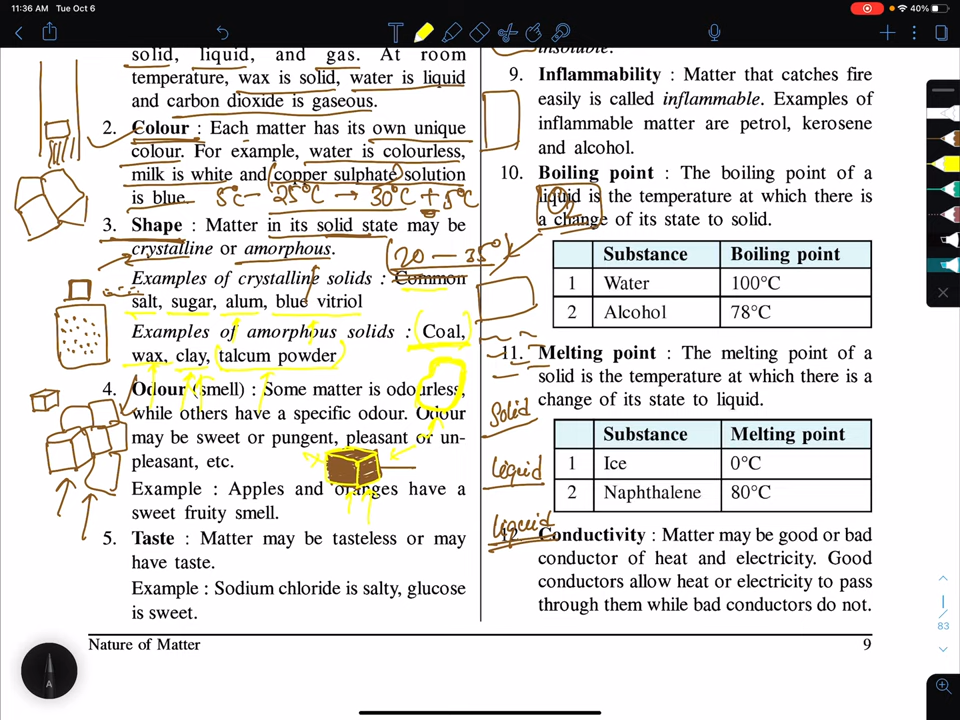 11:36 AM Tue Oct 6
40%
T
solid, liquid, and gas. At room
temperature, wax is solid, water is liquid
and carbon dioxide is gaseous.
2. Colour : Each matter has its own unique
colour. For example, water is colourless,
milk is white and copper sulphate solution
is blue. 5°C - 25°C → 30°C + 5°C
3. Shape : Matter in its solid state may be
crystalline or amorphous.
(20 - 35°)
Examples of crystalline solids : Common
salt, sugar, alum, blue vitriol
Examples of amorphous solids : (Coal,
wax, clay, talcum powder)
4. Odour (smell) : Some matter is odourless,
while others have a specific odour. Odour
may be sweet or pungent, pleasant or un-
pleasant, etc.
Example : Apples and oranges have a
sweet fruity smell.
5. Taste : Matter may be tasteless or may
have taste.
Example : Sodium chloride is salty, glucose
is sweet.
insoluble.
9. Inflammability : Matter that catches fire
easily is called inflammable. Examples of
inflammable matter are petrol, kerosene
and alcohol.
10. Boiling point : The boiling point of a
liquid is the temperature at which there is
a change of its state to solid.
Substance Boiling point
1 Water 100°C
2 Alcohol 78°C
11. Melting point : The melting point of a
solid is the temperature at which there is a
change of its state to liquid.
Solid
Substance Melting point
1 Ice 0°C
liquid
2 Naphthalene 80°C
liquid
12. Conductivity : Matter may be good or bad
conductor of heat and electricity. Good
conductors allow heat or electricity to pass
through them while bad conductors do not.
Nature of Matter 9
1
/
83
A